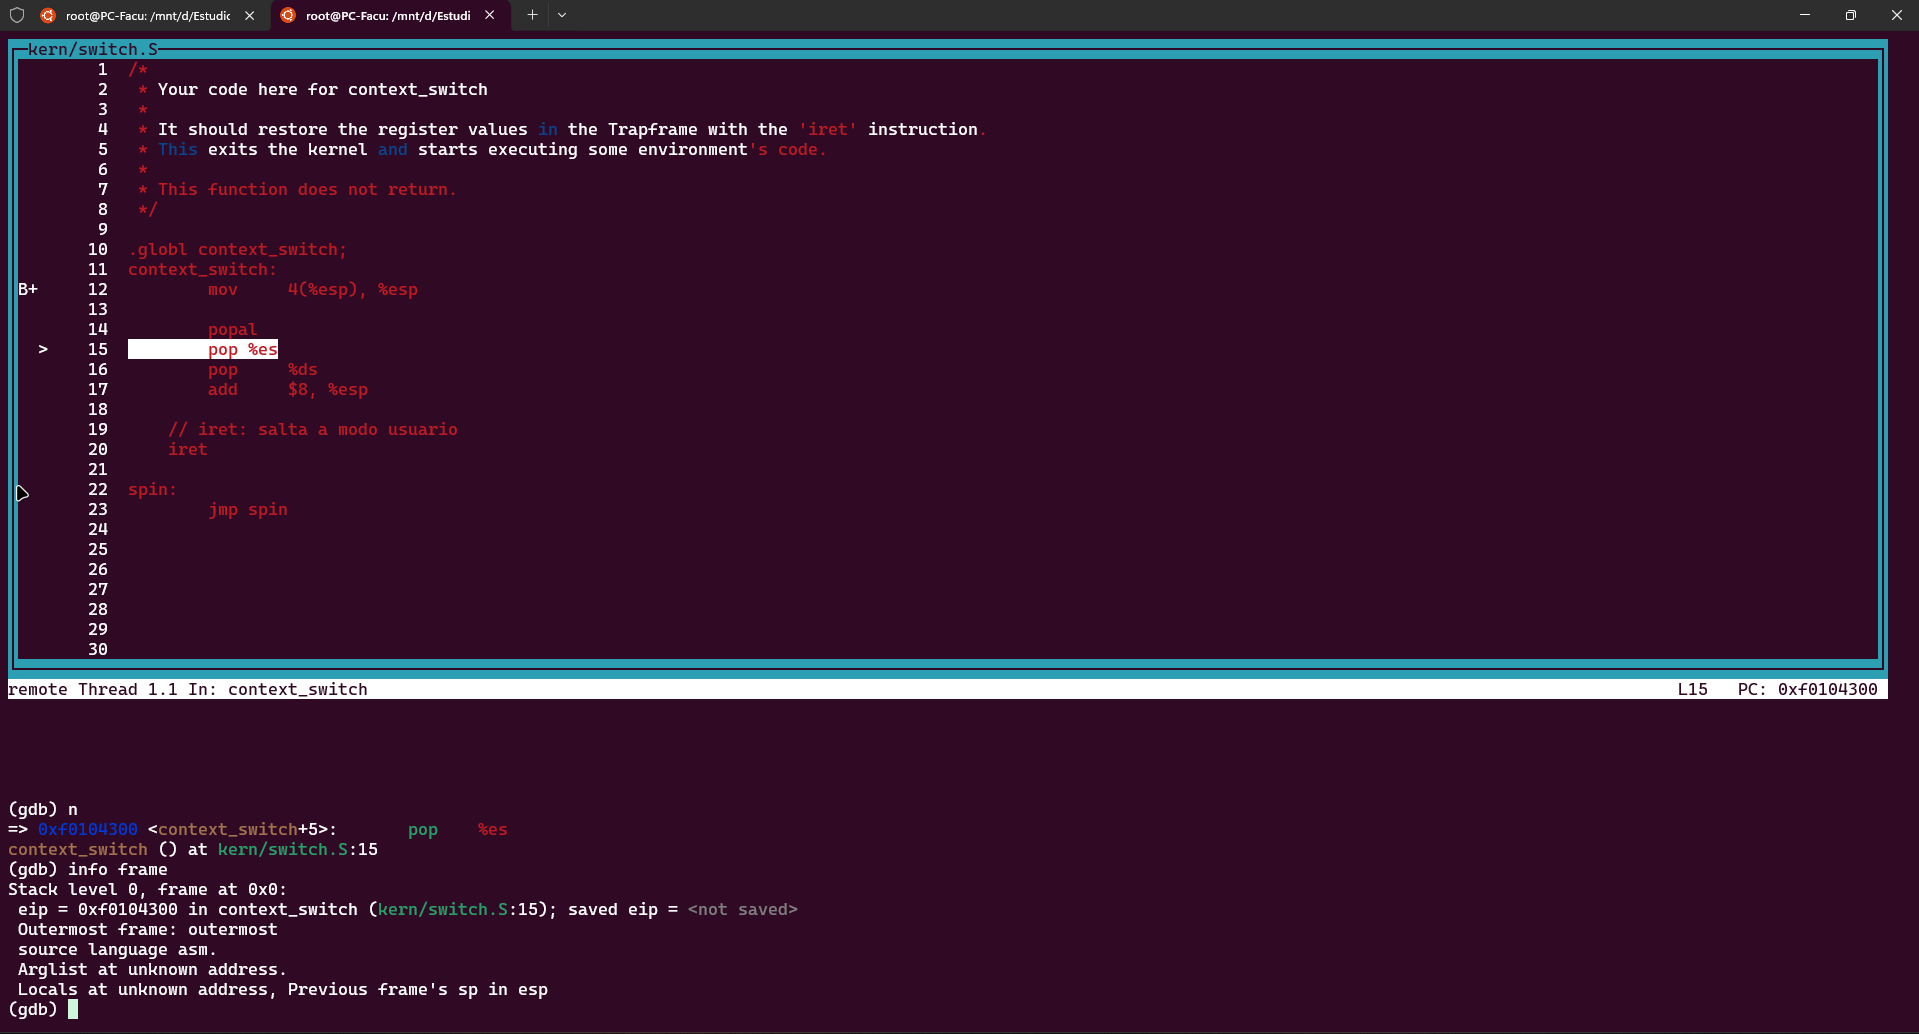 root@PC-Facu: /mnt/d/Estudic
root@PC-Facu: /mnt/d/Estudi
kern/switch.S
1 /*
2 * Your code here for context_switch
3 *
4 * It should restore the register values in the Trapframe with the 'iret' instruction.
5 * This exits the kernel and starts executing some environment's code.
6 *
7 * This function does not return.
8 */
9
10 .globl context_switch;
11 context_switch:
B+ 12 mov 4(%esp), %esp
13
14 popal
> 15 pop %es
16 pop %ds
17 add $8, %esp
18
19 // iret: salta a modo usuario
20 iret
21
22 spin:
23 jmp spin
24
25
26
27
28
29
30
remote Thread 1.1 In: context_switch L15 PC: 0xf0104300
(gdb) n
=> 0xf0104300 <context_switch+5>: pop %es
context_switch () at kern/switch.S:15
(gdb) info frame
Stack level 0, frame at 0x0:
eip = 0xf0104300 in context_switch (kern/switch.S:15); saved eip = <not saved>
Outermost frame: outermost
source language asm.
Arglist at unknown address.
Locals at unknown address, Previous frame's sp in esp
(gdb)